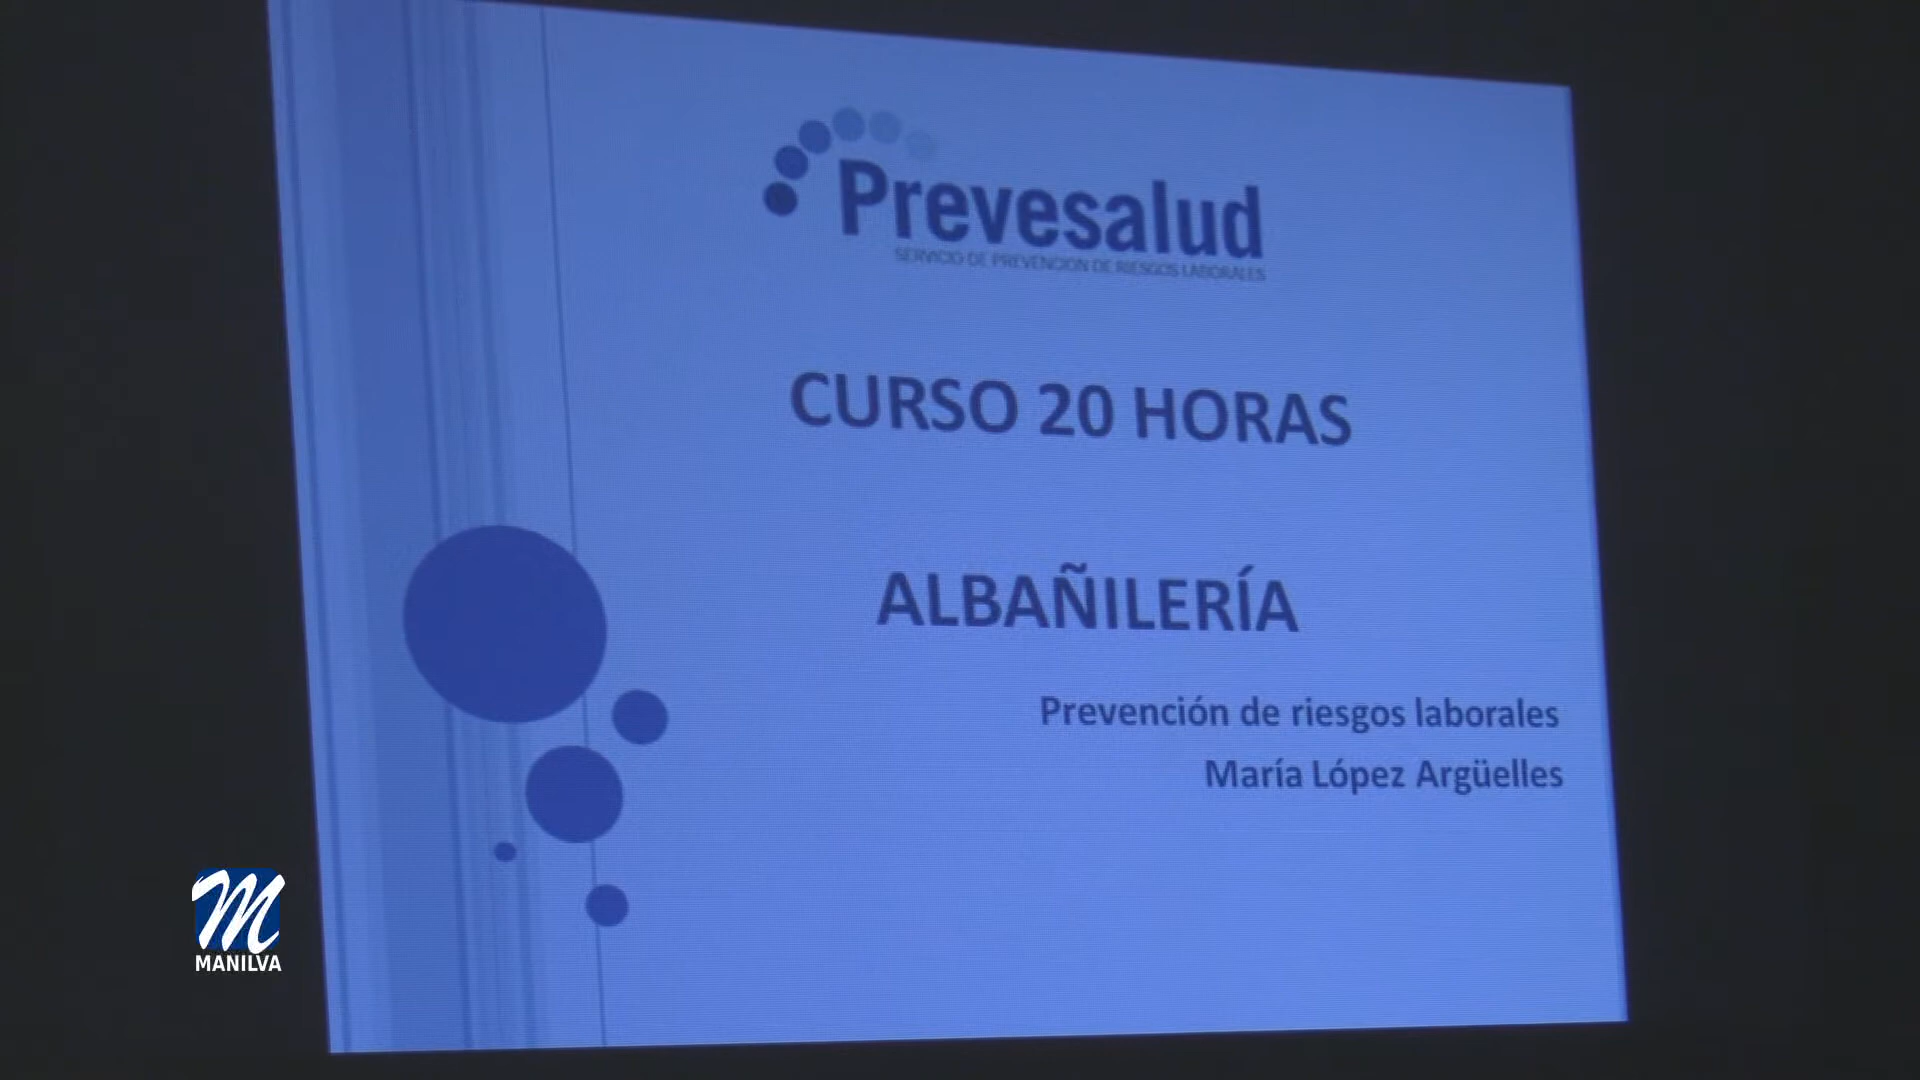 Prevesalud
SERVICIO DE PREVENCION DE RIESGOS LABORALES
CURSO 20 HORAS
ALBAÑILERÍA
Prevención de riesgos laborales
María López Argüelles
M
MANILVA